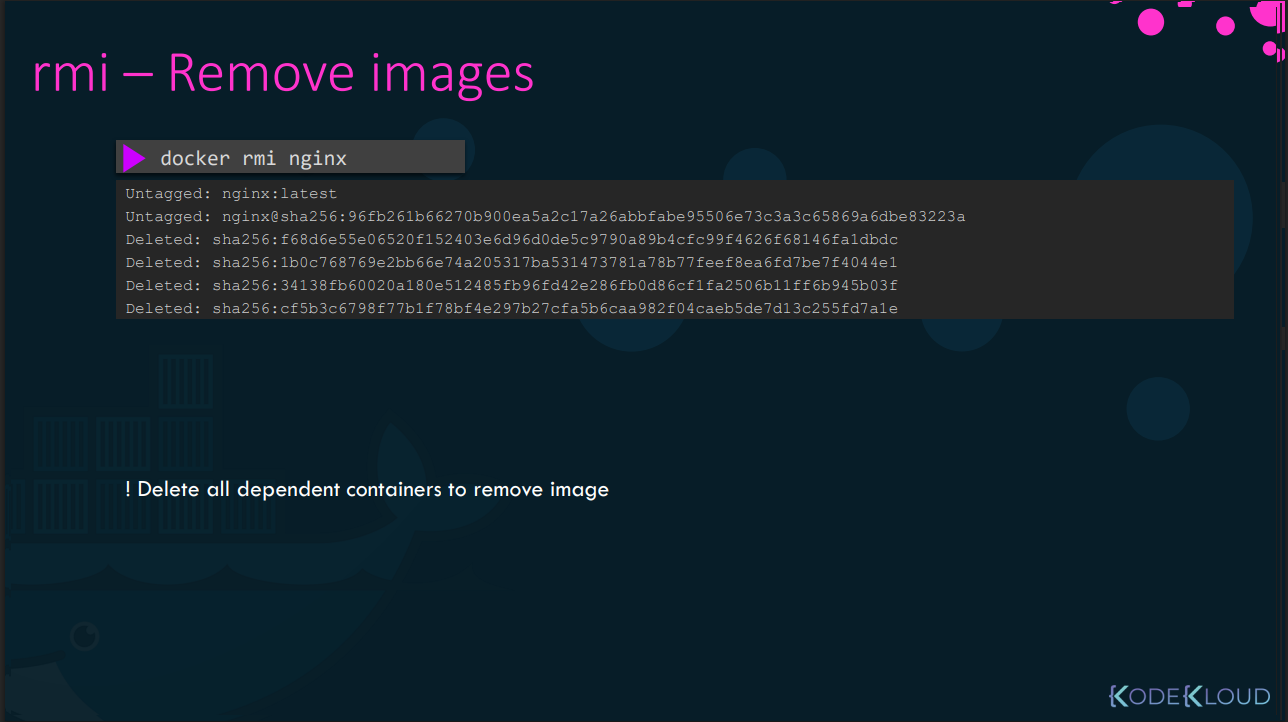 rmi – Remove images
docker rmi nginx
Untagged: nginx:latest
Untagged: nginx@sha256:96fb261b66270b900ea5a2c17a26abbfabe95506e73c3a3c65869a6dbe83223a
Deleted: sha256:f68d6e55e06520f152403e6d96d0de5c9790a89b4cfc99f4626f68146fa1dbdc
Deleted: sha256:1b0c768769e2bb66e74a205317ba531473781a78b77feef8ea6fd7be7f4044e1
Deleted: sha256:34138fb60020a180e512485fb96fd42e286fb0d86cf1fa2506b11ff6b945b03f
Deleted: sha256:cf5b3c6798f77b1f78bf4e297b27cfa5b6caa982f04caeb5de7d13c255fd7a1e
! Delete all dependent containers to remove image
KODEKLOUD